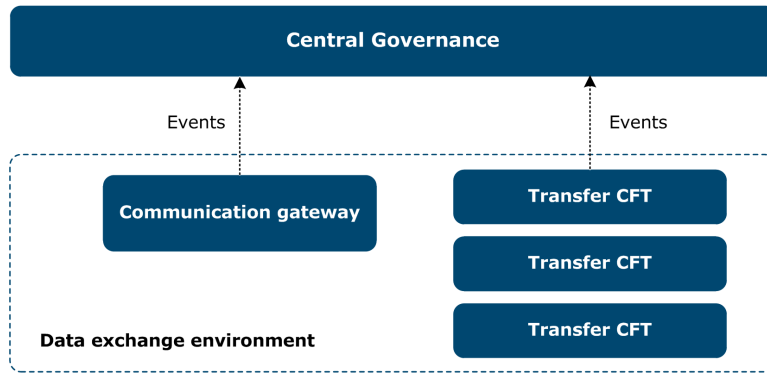 Central Governance
Events
Events
Communication gateway
Transfer CFT
Transfer CFT
Transfer CFT
Data exchange environment